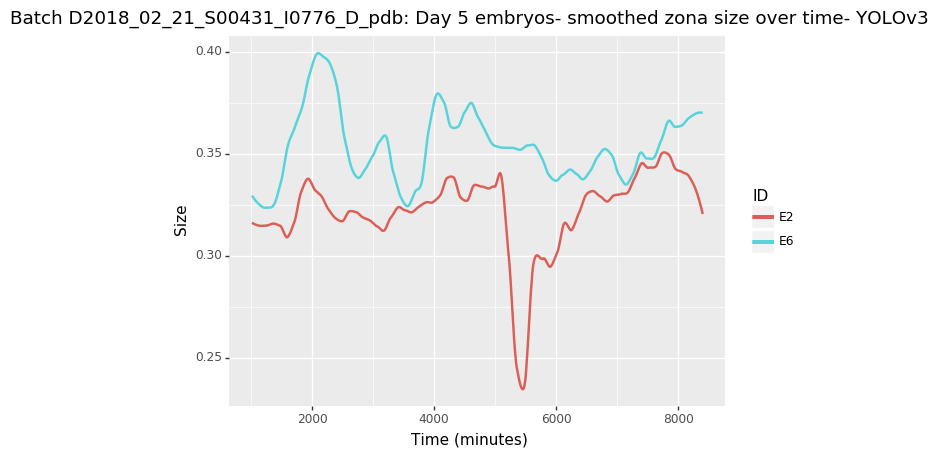 Batch D2018_02_21_S00431_I0776_D_pdb: Day 5 embryos- smoothed zona size over time- YOLOv3
0.40
0.35
0.30
0.25
Size
2000 4000 6000 8000
Time (minutes)
ID
E2
E6